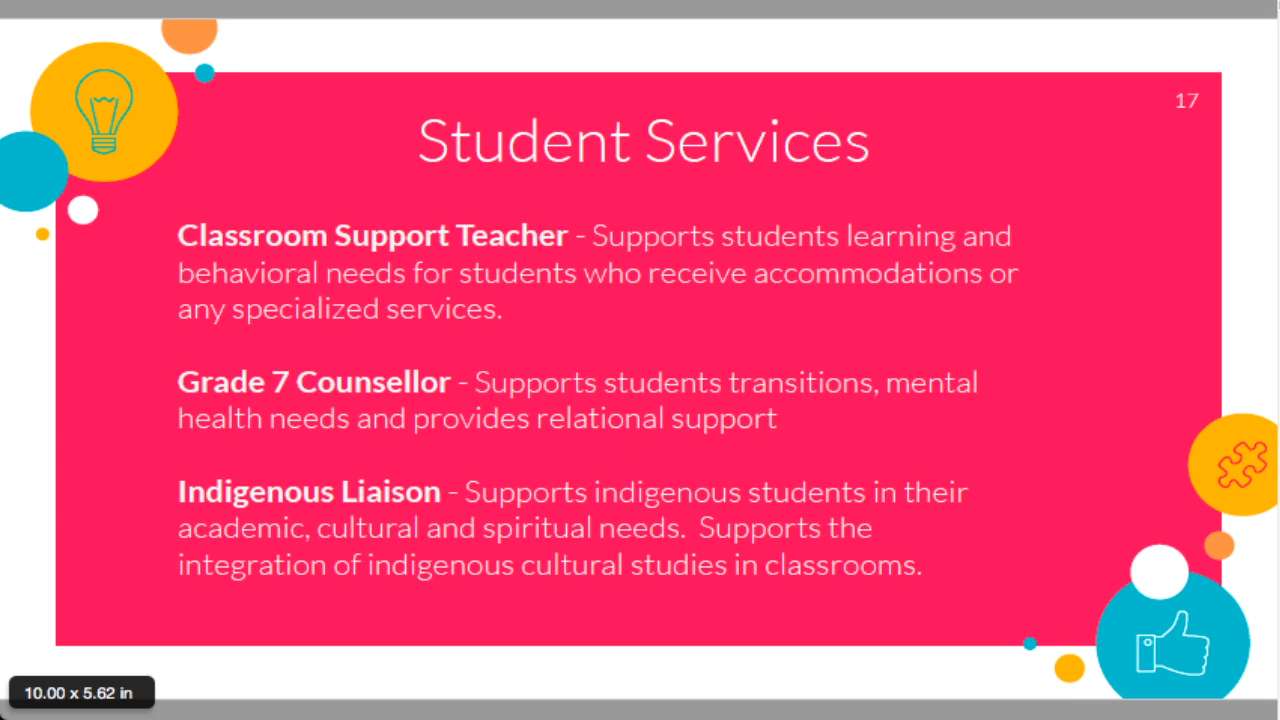 17
Student Services
Classroom Support Teacher - Supports students learning and
behavioral needs for students who receive accommodations or
any specialized services.
Grade 7 Counsellor - Supports students transitions, mental
health needs and provides relational support
Indigenous Liaison - Supports indigenous students in their
academic, cultural and spiritual needs.  Supports the
integration of indigenous cultural studies in classrooms.
10.00 x 5.62 in